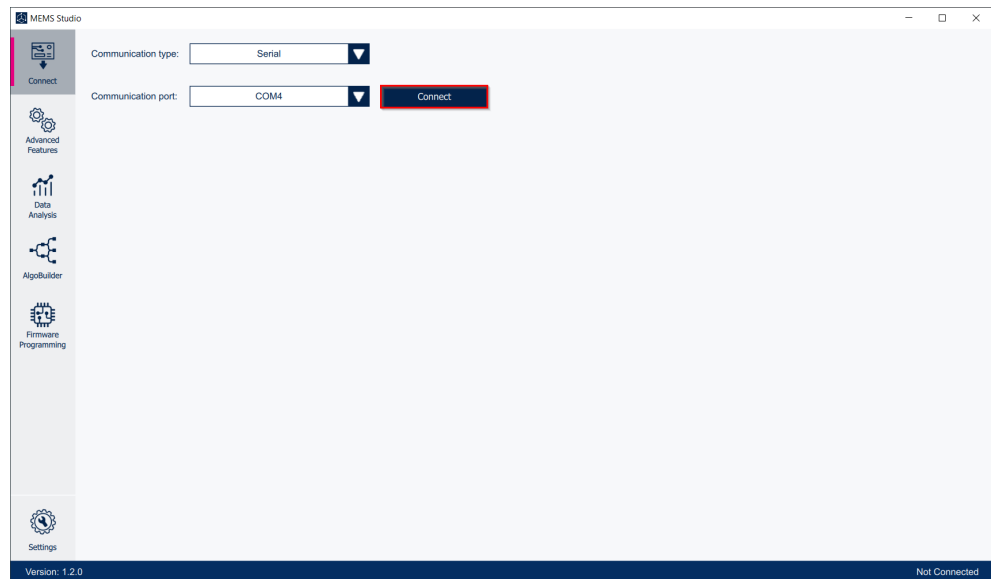 MEMS Studio
Connect
Advanced
Features
Data
Analysis
AlgoBuilder
Firmware
Programming
Settings
Communication type:
Serial
Communication port:
COM4
Connect
Version: 1.2.0
Not Connected